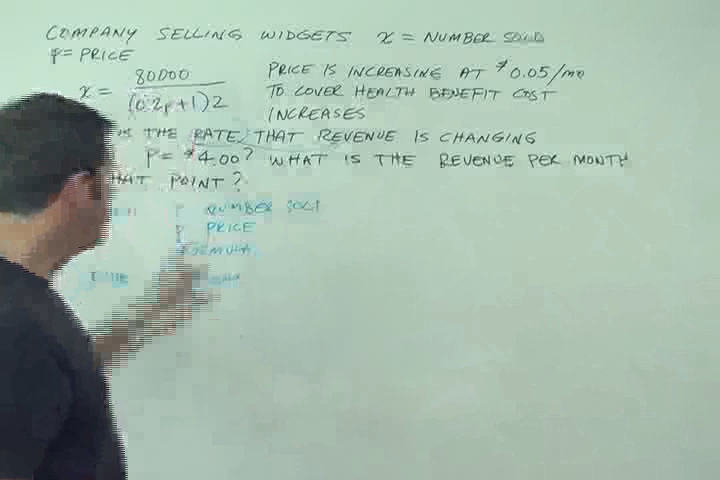 COMPANY SELLING WIDGETS x = NUMBER SOLD
p = PRICE
x = 80000 / (0.2p+1)2
PRICE IS INCREASING AT $0.05/mo
TO COVER HEALTH BENEFIT COST
INCREASES
IS THE RATE THAT REVENUE IS CHANGING
P = $4.00? WHAT IS THE REVENUE PER MONTH
THAT POINT?
NUMBER SOLD
P PRICE
FORMULA